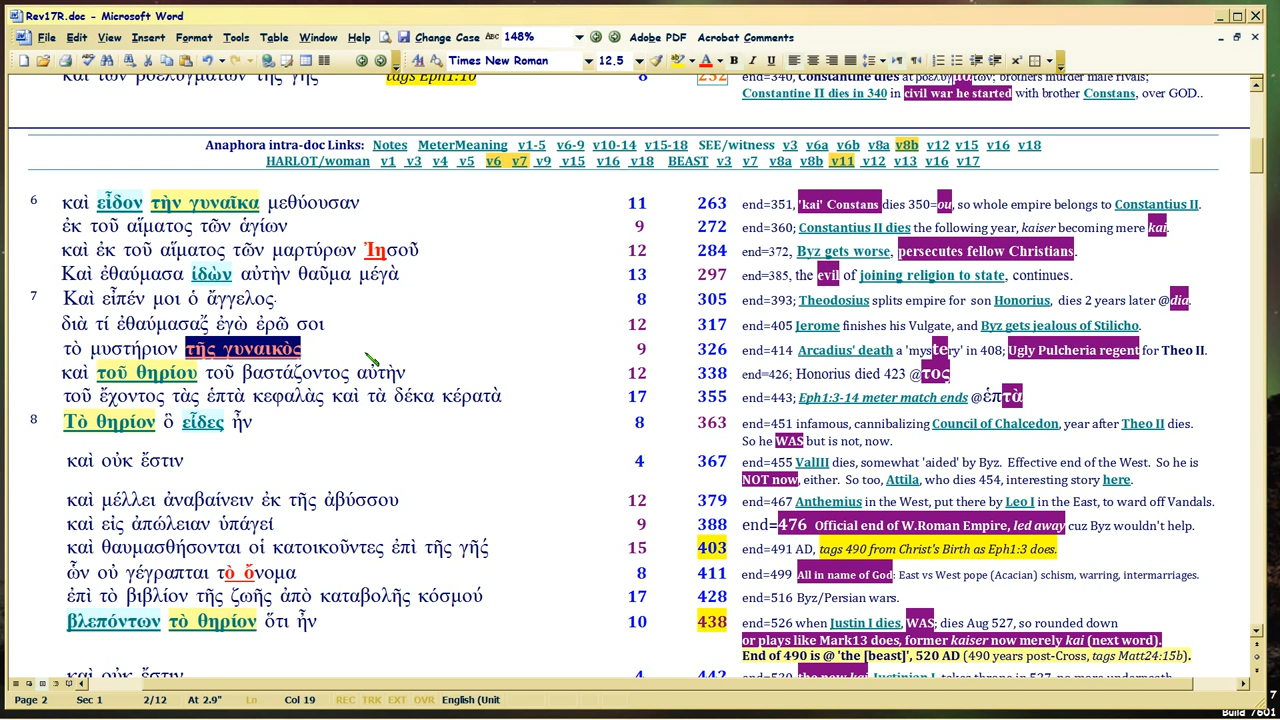 Rev17R.doc - Microsoft Word
File Edit View Insert Format Tools Table Window Help Change Case ABC 148% Adobe PDF Acrobat Comments
Times New Roman 12.5 B I U
tags Eph1:10 8 252 end=340, Constantine dies at
Constantine II dies in 340 in civil war he started with brother Constans, over GOD..
Anaphora intra-doc Links: Notes MeterMeaning v1-5 v6-9 v10-14 v15-18 SEE/witness v3 v6a v6b v8a v8b v12 v15 v16 v18
HARLOT/woman v1 v3 v4 v5 v6 v7 v9 v15 v16 v18 BEAST v3 v7 v8a v8b v11 v12 v13 v16 v17
6 καὶ εἶδον τὴν γυναῖκα μεθύουσαν 11 263 end=351, 'kai' Constans dies 350=ou, so whole empire belongs to Constantius II.
ἐκ τοῦ αἵματος τῶν ἁγίων 9 272 end=360; Constantius II dies the following year, kaiser becoming mere kai.
καὶ ἐκ τοῦ αἵματος τῶν μαρτύρων Ἰησοῦ 12 284 end=372, Byz gets worse, persecutes fellow Christians.
Καὶ ἐθαύμασα ἰδὼν αὐτὴν θαῦμα μέγὰ 13 297 end=385, the evil of joining religion to state, continues.
7 Καὶ εἶπέν μοι ὁ ἄγγελος· 8 305 end=393; Theodosius splits empire for son Honorius, dies 2 years later @dia.
διὰ τί ἐθαύμασας ̓ ἐγὼ ἐρῶ σοι 12 317 end=405 Jerome finishes his Vulgate, and Byz gets jealous of Stilicho.
τὸ μυστήριον τῆς γυναικὸς 9 326 end=414 Arcadius' death a 'mystery' in 408; Ugly Pulcheria regent for Theo II.
καὶ τοῦ θηρίου τοῦ βαστάζοντος αὐτὴν 12 338 end=426; Honorius died 423 @τος
τοῦ ἔχοντος τὰς ἑπτὰ κεφαλὰς καὶ τὰ δέκα κέρατὰ 17 355 end=443; Eph1:3-14 meter match ends @ἑπτὰ
8 Τὸ θηρίον ὃ εἶδες ἦν 8 363 end=451 infamous, cannibalizing Council of Chalcedon, year after Theo II dies.
So he WAS but is not, now.
καὶ οὐκ ἔστιν 4 367 end=455 ValIII dies, somewhat 'aided' by Byz. Effective end of the West. So he is
NOT now, either. So too, Attila, who dies 454, interesting story here.
καὶ μέλλει ἀναβαίνειν ἐκ τῆς ἀβύσσου 12 379 end=467 Anthemius in the West, put there by Leo I in the East, to ward off Vandals.
καὶ εἰς ἀπώλειαν ὑπάγεί 9 388 end=476 Official end of W.Roman Empire, led away cuz Byz wouldn't help.
καὶ θαυμασθήσονται οἱ κατοικοῦντες ἐπὶ τῆς γῆς 15 403 end=491 AD, tags 490 from Christ's Birth as Eph1:3 does.
ὧν οὐ γέγραπται τὸ ὄνομα 8 411 end=499 All in name of God; East vs West pope (Acacian) schism, warring, intermarriages.
ἐπὶ τὸ βιβλίον τῆς ζωῆς ἀπὸ καταβολῆς κόσμού 17 428 end=516 Byz/Persian wars.
βλεπόντων τὸ θηρίον ὅτι ἦν 10 438 end=526 when Justin I dies, WAS; dies Aug 527, so rounded down
or plays like Mark13 does, former kaiser now merely kai (next word).
End of 490 is @ 'the [beast]', 520 AD (490 years post-Cross, tags Matt24:15b).
καὶ οὐκ ἔστιν 4 442
Page 2 Sec 1 2/12 At 2.9" Ln Col 19 REC TRK EXT OVR English (Unit
7
Build 7601